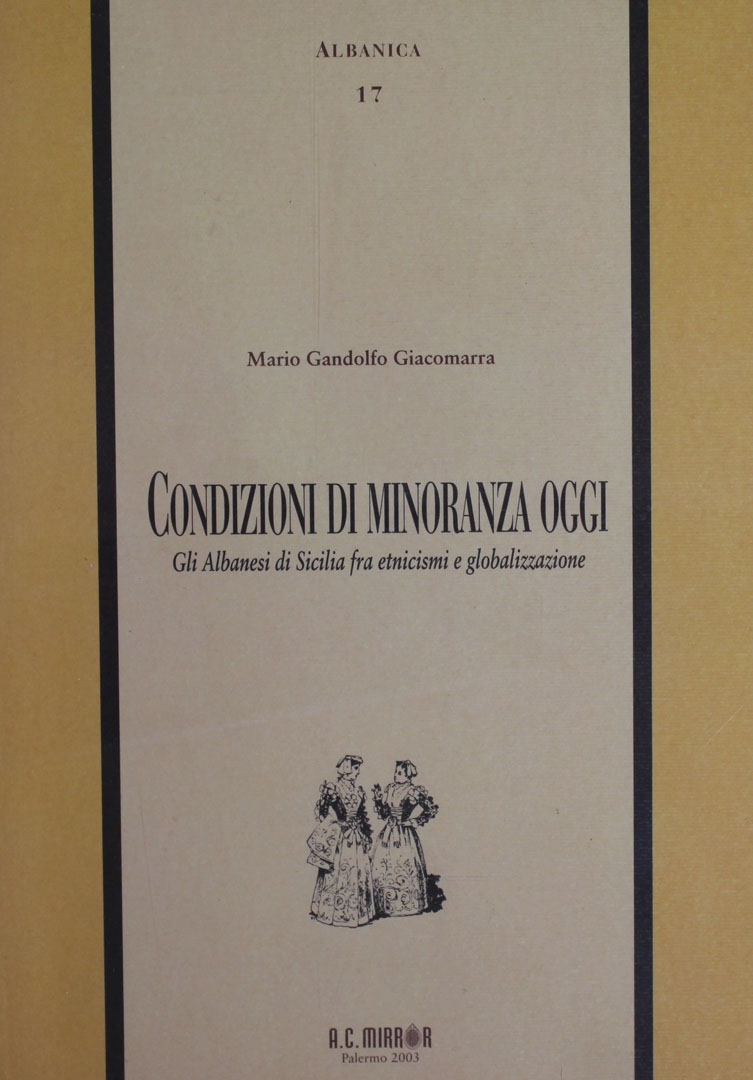 ALBANICA
17
Mario Gandolfo Giacomarra
CONDIZIONI DI MINORANZA OGGI
Gli Albanesi di Sicilia fra etnicismi e globalizzazione
A.C. MIRROR
Palermo 2003